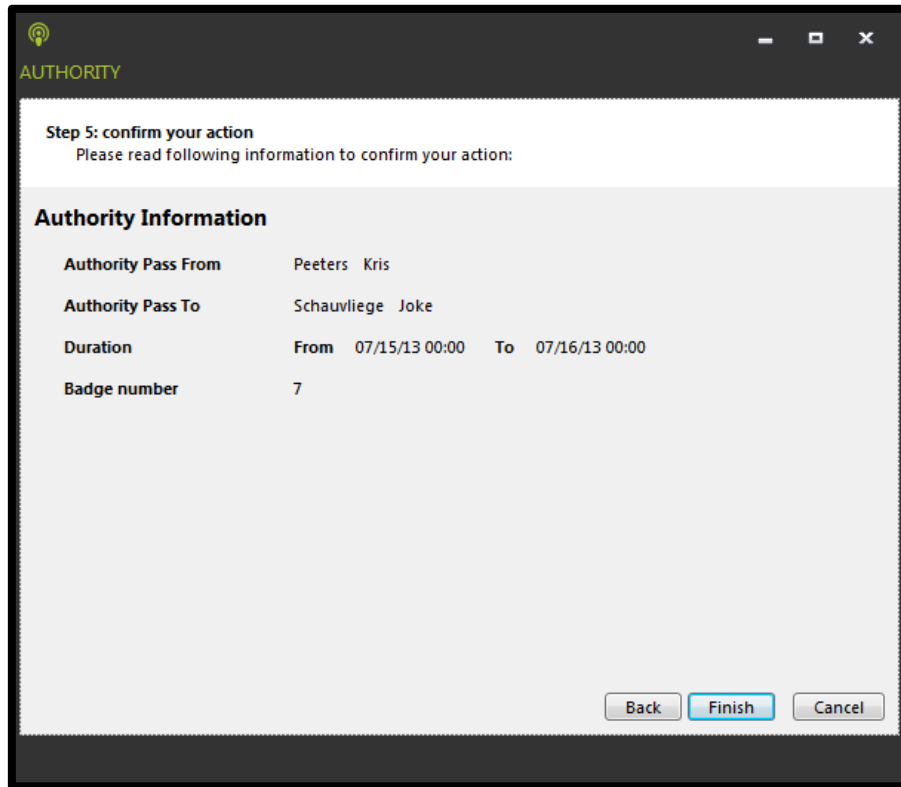 AUTHORITY
Step 5: confirm your action
Please read following information to confirm your action:
Authority Information
Authority Pass From Peeters Kris
Authority Pass To Schauvliege Joke
Duration From 07/15/13 00:00 To 07/16/13 00:00
Badge number 7
Back Finish Cancel